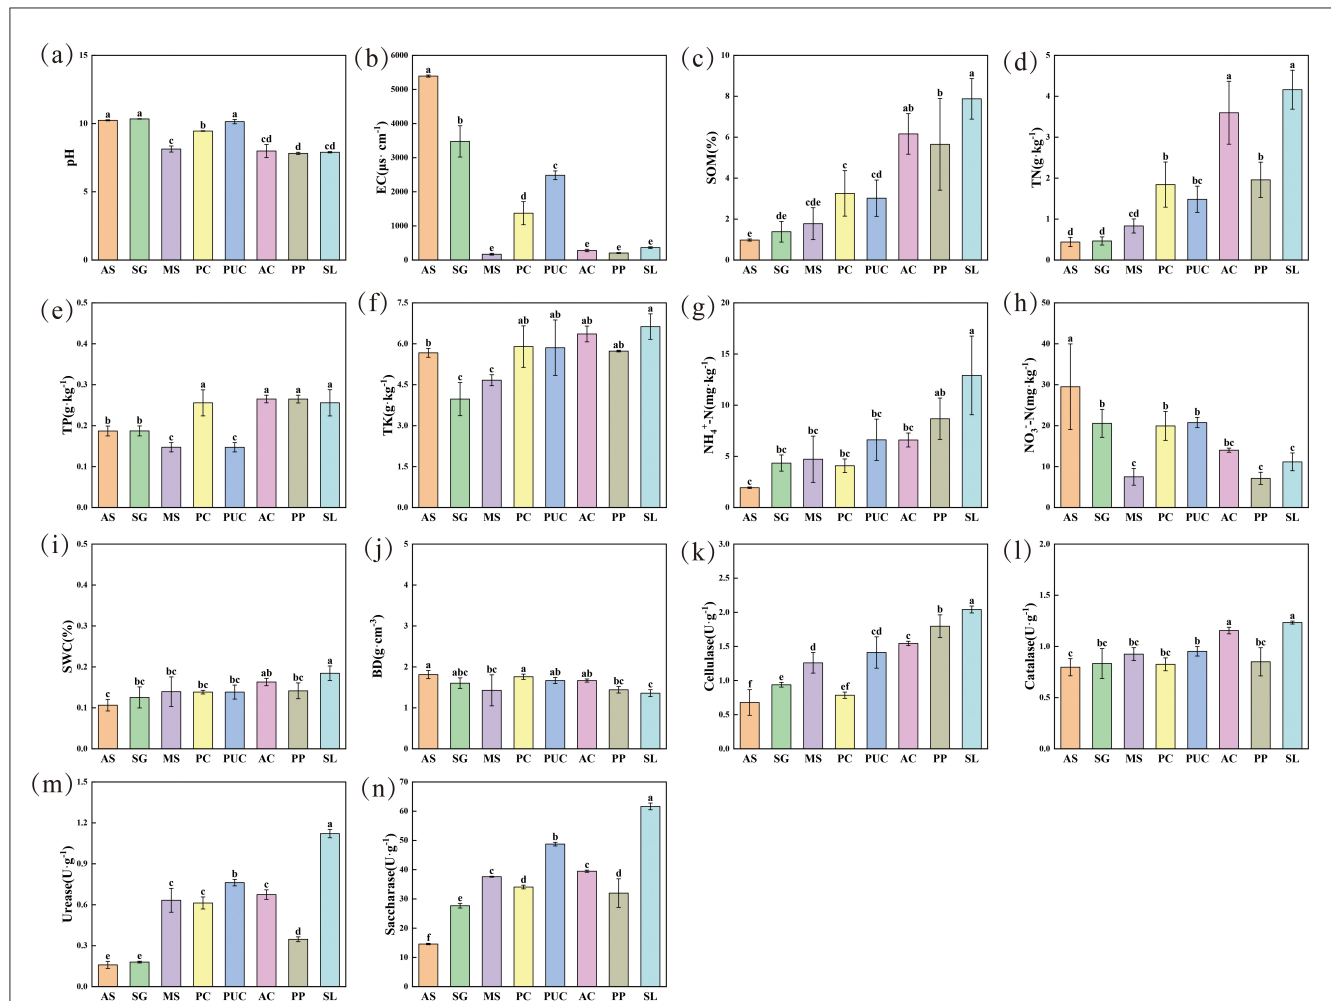 (a)
15
10
5
0
pH
a
a
c
b
a
cd
d
cd
AS SG MS PC PUC AC PP SL
(b)
6000
5000
4000
3000
2000
1000
0
EC(μs· cm⁻¹)
a
b
e
d
c
e
e
e
AS SG MS PC PUC AC PP SL
(c)
10
8
6
4
2
0
SOM(%)
e
de
cde
c
cd
ab
b
a
AS SG MS PC PUC AC PP SL
(d)
5
4
3
2
1
0
TN(g·kg⁻¹)
d
d
cd
b
bc
a
b
a
AS SG MS PC PUC AC PP SL
(e)
0.5
0.4
0.3
0.2
0.1
0.0
TP(g·kg⁻¹)
b
b
c
a
c
a
a
a
AS SG MS PC PUC AC PP SL
(f)
7.5
6.0
4.5
3.0
1.5
0.0
TK(g·kg⁻¹)
b
c
c
ab
ab
ab
ab
a
AS SG MS PC PUC AC PP SL
(g)
20
15
10
5
0
NH₄⁺-N(mg·kg⁻¹)
c
bc
bc
bc
bc
bc
ab
a
AS SG MS PC PUC AC PP SL
(h)
50
40
30
20
10
0
NO₃⁻-N(mg·kg⁻¹)
a
b
c
b
b
bc
c
c
AS SG MS PC PUC AC PP SL
(i)
0.5
0.4
0.3
0.2
0.1
0.0
SWC(%)
c
bc
bc
bc
bc
ab
bc
a
AS SG MS PC PUC AC PP SL
(j)
5
4
3
2
1
0
BD(g·cm⁻³)
a
abc
bc
a
ab
ab
bc
c
AS SG MS PC PUC AC PP SL
(k)
3.0
2.5
2.0
1.5
1.0
0.5
0.0
Cellulase(U·g⁻¹)
f
e
d
ef
cd
c
b
a
AS SG MS PC PUC AC PP SL
(l)
2.0
1.5
1.0
0.5
0.0
Catalase(U·g⁻¹)
c
bc
bc
bc
b
a
bc
a
AS SG MS PC PUC AC PP SL
(m)
1.5
1.2
0.9
0.6
0.3
0.0
Urease(U·g⁻¹)
e
e
c
c
b
c
d
a
AS SG MS PC PUC AC PP SL
(n)
70
60
50
40
30
20
10
0
Saccharase(U·g⁻¹)
f
e
c
d
b
c
d
a
AS SG MS PC PUC AC PP SL